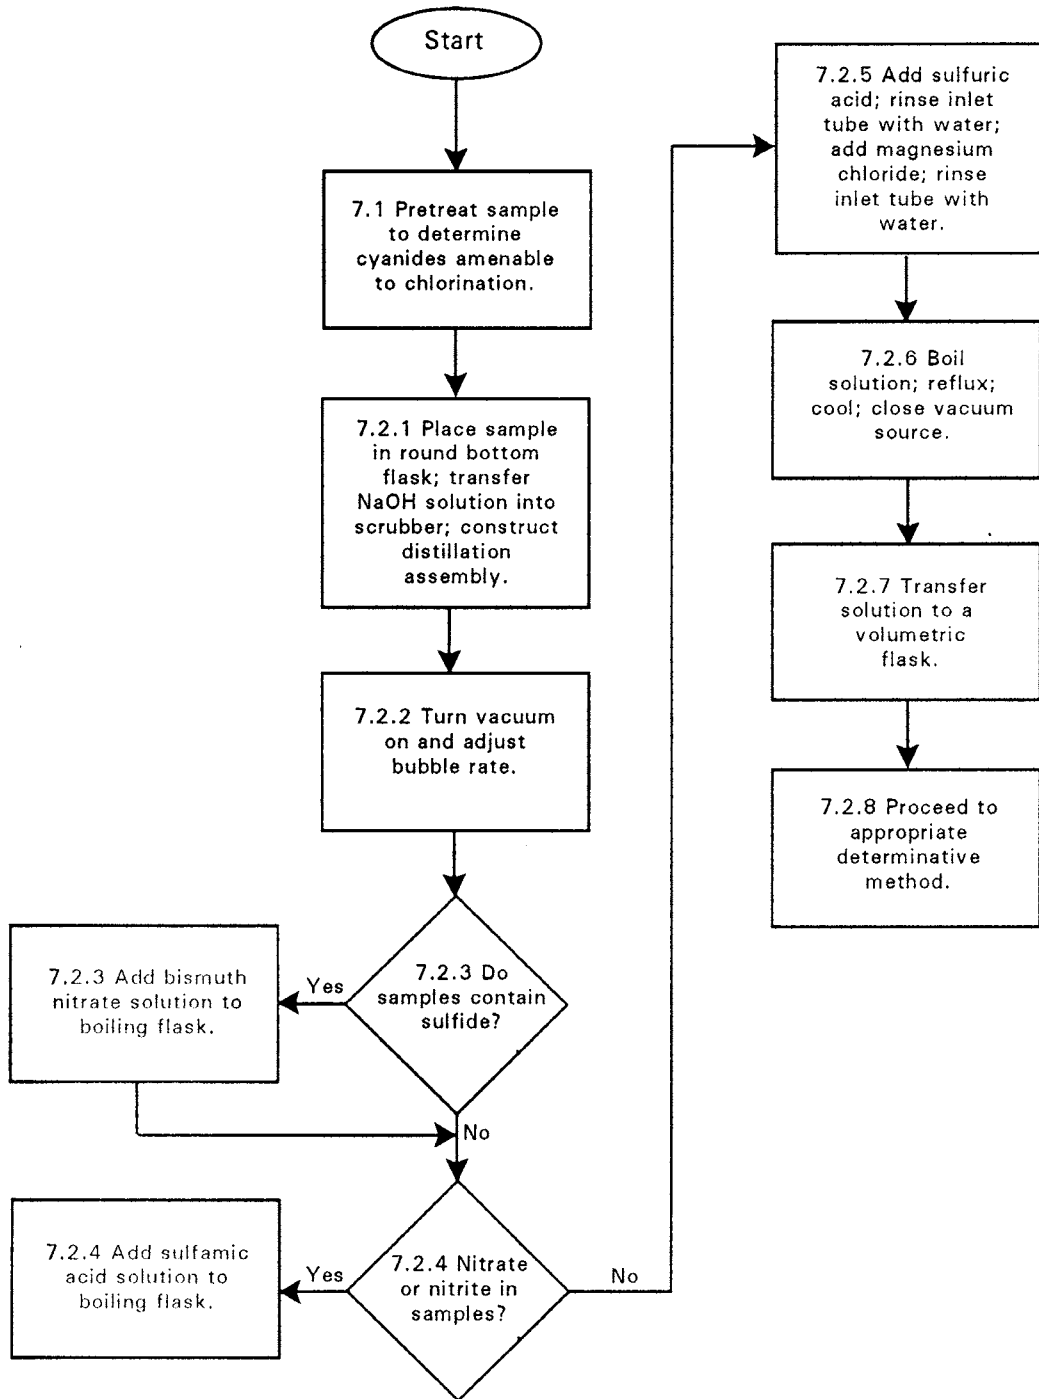 Start
7.1 Pretreat sample
to determine
cyanides amenable
to chlorination.
7.2.1 Place sample
in round bottom
flask; transfer
NaOH solution into
scrubber; construct
distillation
assembly.
7.2.2 Turn vacuum
on and adjust
bubble rate.
7.2.3 Do
samples contain
sulfide?
Yes
7.2.3 Add bismuth
nitrate solution to
boiling flask.
No
7.2.4 Nitrate
or nitrite in
samples?
Yes
7.2.4 Add sulfamic
acid solution to
boiling flask.
No
7.2.5 Add sulfuric
acid; rinse inlet
tube with water;
add magnesium
chloride; rinse
inlet tube with
water.
7.2.6 Boil
solution; reflux;
cool; close vacuum
source.
7.2.7 Transfer
solution to a
volumetric
flask.
7.2.8 Proceed to
appropriate
determinative
method.